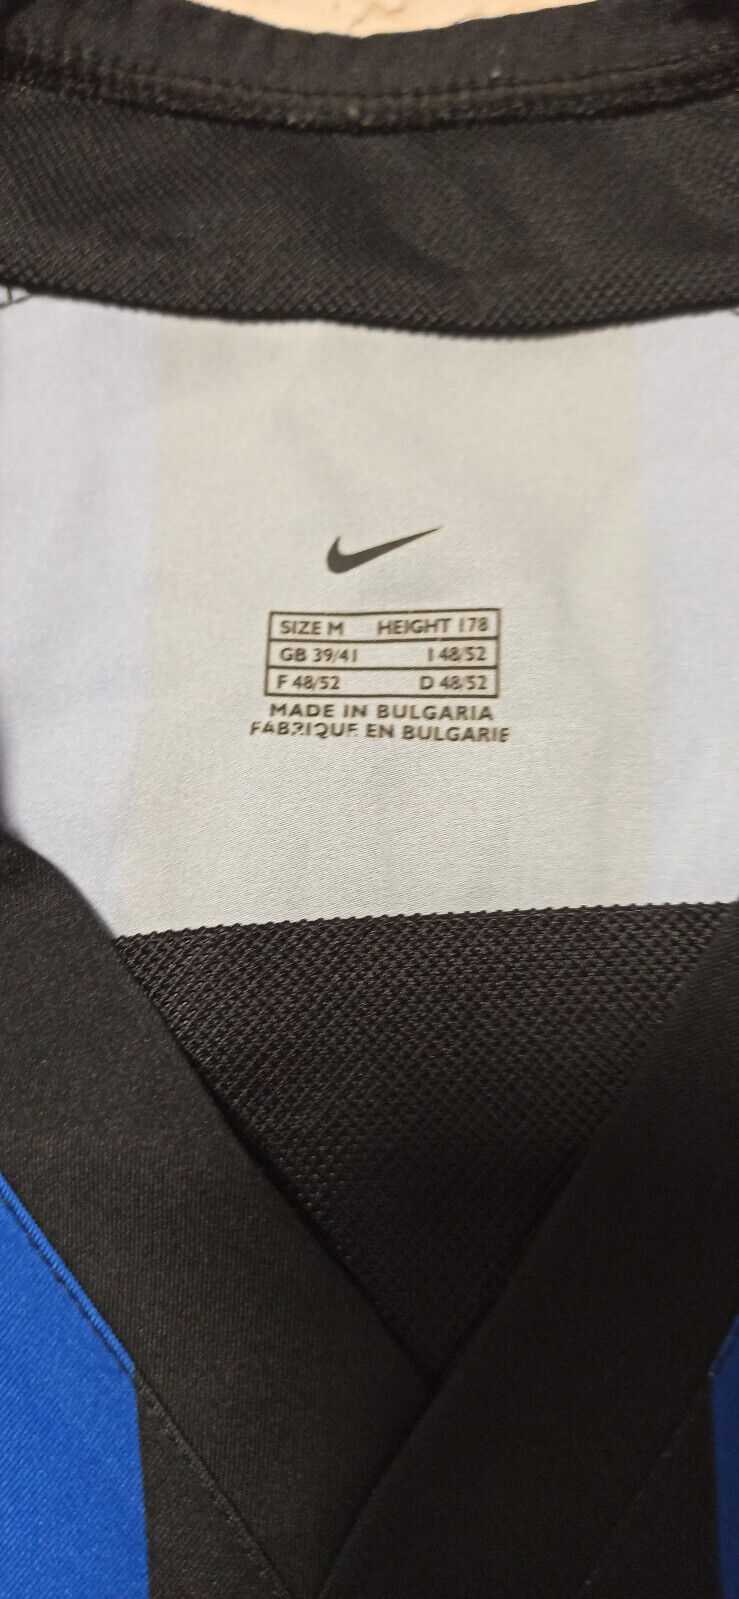 SIZE M HEIGHT 178
GB 39/41 I 48/52
F 48/52 D 48/52
MADE IN BULGARIA
FABRIQUE EN BULGARIE